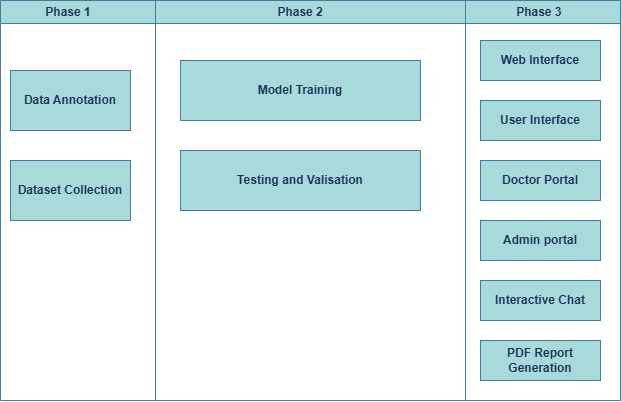 Phase 1
Phase 2
Phase 3
Data Annotation
Dataset Collection
Model Training
Testing and Valisation
Web Interface
User Interface
Doctor Portal
Admin portal
Interactive Chat
PDF Report
Generation